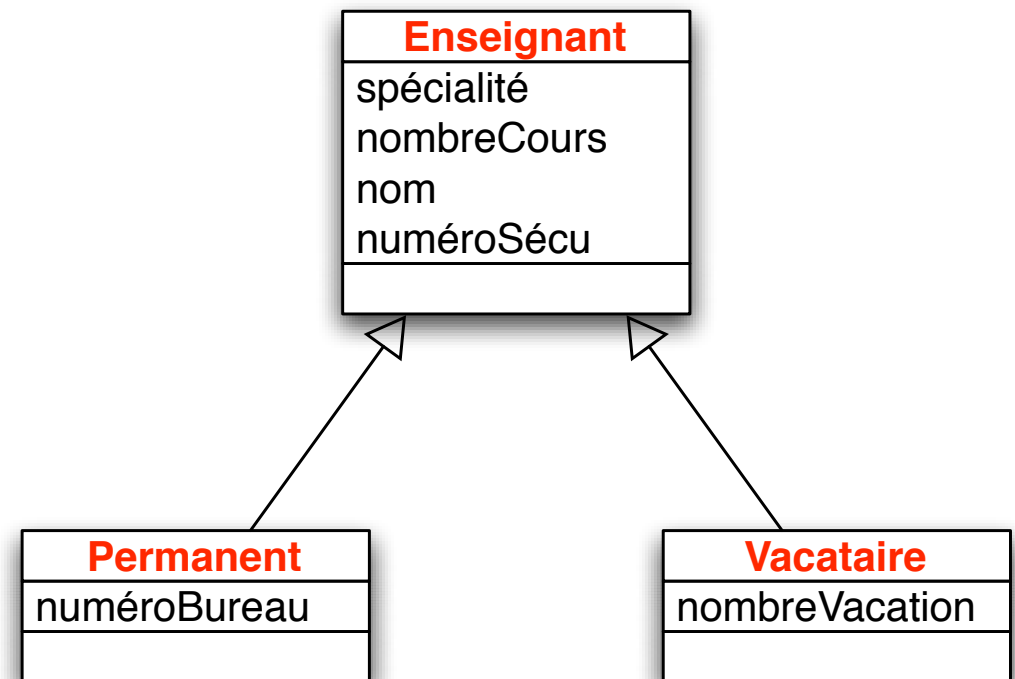 Enseignant
spécialité
nombreCours
nom
numéroSécu
Permanent
numéroBureau
Vacataire
nombreVacation